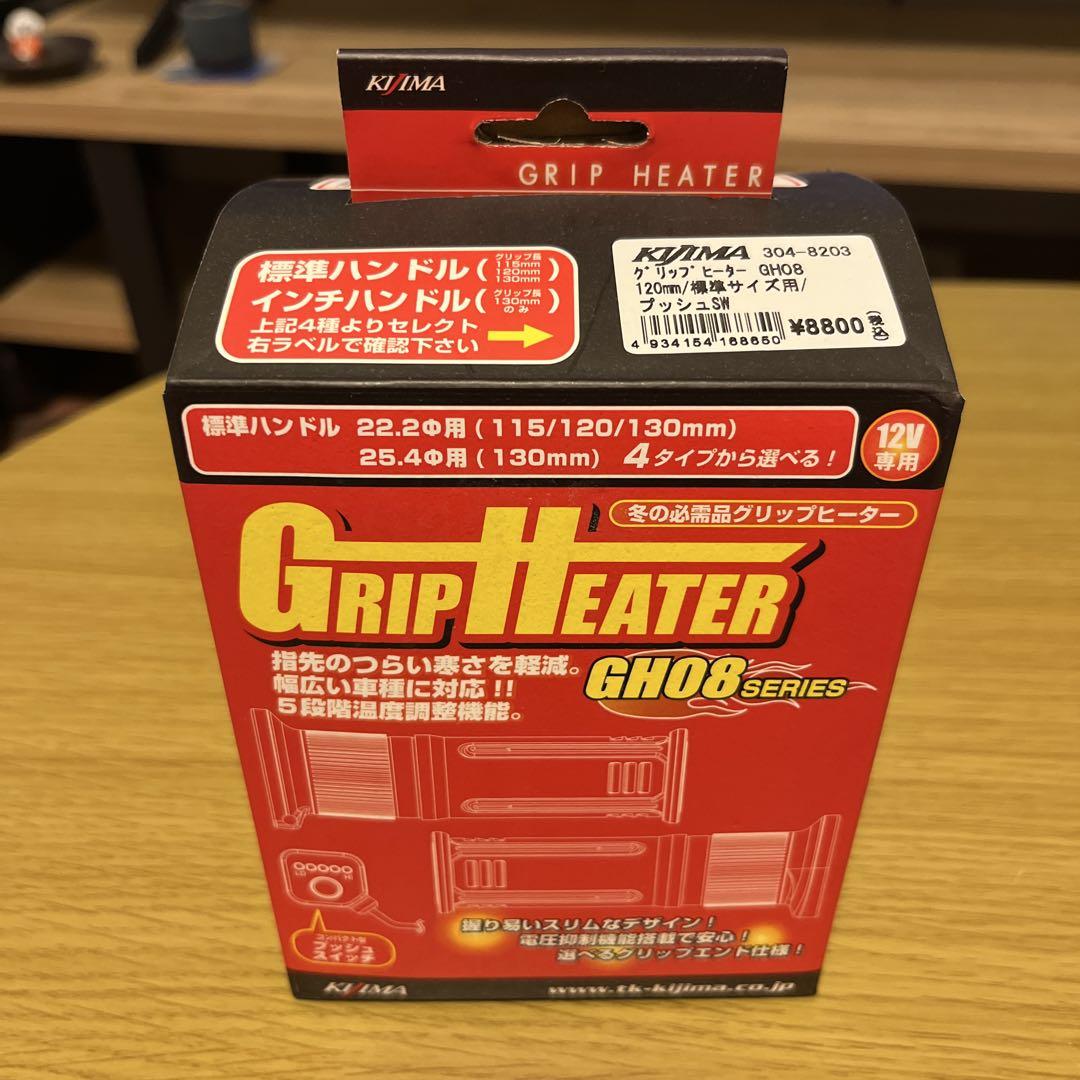 KIJIMA
GRIP HEATER
標準ハンドル(グリップ長 115mm 120mm 130mm)
インチハンドル(グリップ長 130mm のみ)
上記4種よりセレクト
右ラベルで確認下さい
KIJIMA 304-8203
グリップヒーター GH08
120mm/標準サイズ用/
プッシュSW
¥8800(税込)
4 934154 168650
標準ハンドル 22.2Φ用(115/120/130mm)
25.4Φ用(130mm) 4タイプから選べる!
12V
専用
冬の必需品グリップヒーター
GRIP HEATER
指先のつらい寒さを軽減。
幅広い車種に対応!!
5段階温度調整機能。
GH08 SERIES
LO HI
コンパクトな
プッシュ
スイッチ
握り易いスリムなデザイン!
電圧抑制機能搭載で安心!
選べるグリップエンド仕様!
KIJIMA
www.tk-kijima.co.jp